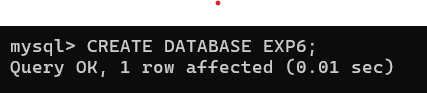 mysql> CREATE DATABASE EXP6;
Query OK, 1 row affected (0.01 sec)